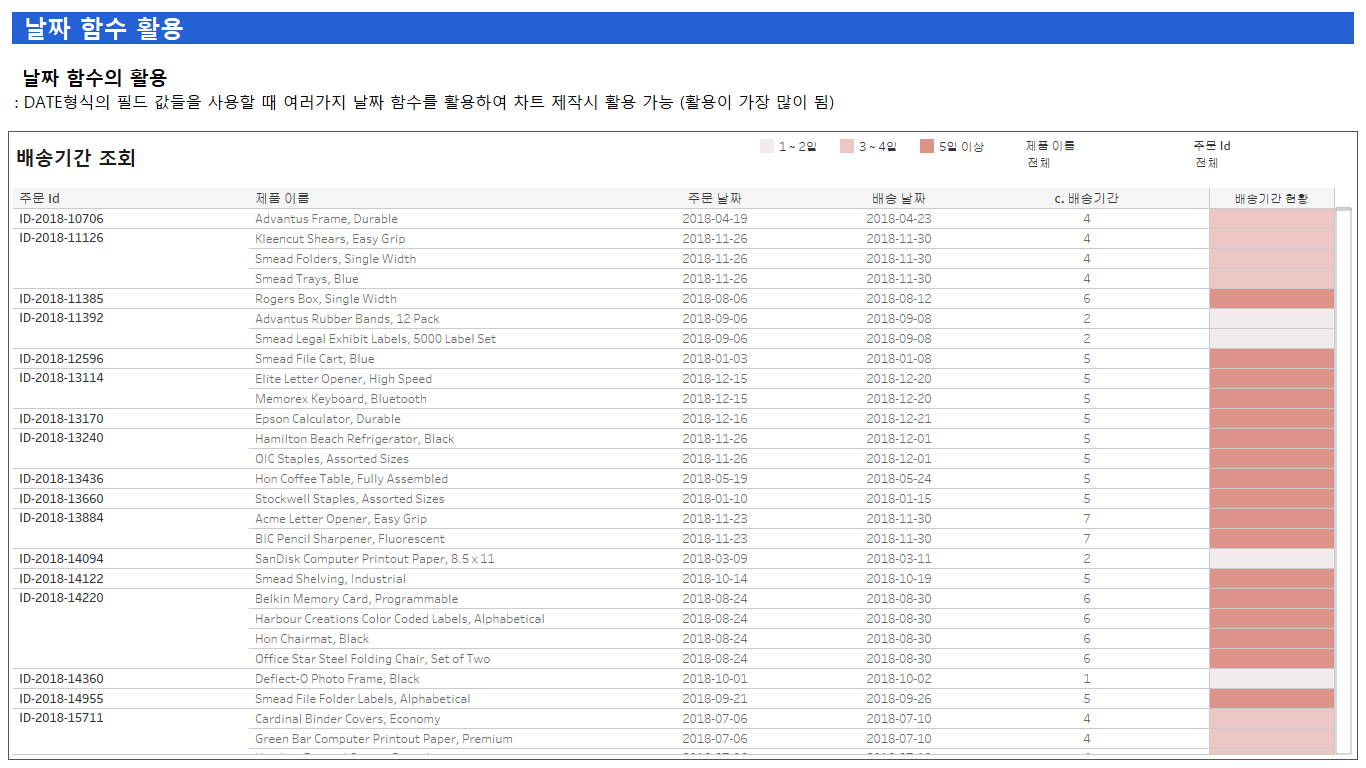 날짜 함수 활용
날짜 함수의 활용
: DATE형식의 필드 값들을 사용할 때 여러가지 날짜 함수를 활용하여 차트 제작시 활용 가능 (활용이 가장 많이 됨)
배송기간 조회
1 ~ 2일 3 ~ 4일 5일 이상 제품 이름 주문 Id
전체 전체
주문 Id 제품 이름 주문 날짜 배송 날짜 c. 배송기간 배송기간 현황
ID-2018-10706 Advantus Frame, Durable 2018-04-19 2018-04-23 4
ID-2018-11126 Kleencut Shears, Easy Grip 2018-11-26 2018-11-30 4
Smead Folders, Single Width 2018-11-26 2018-11-30 4
Smead Trays, Blue 2018-11-26 2018-11-30 4
ID-2018-11385 Rogers Box, Single Width 2018-08-06 2018-08-12 6
ID-2018-11392 Advantus Rubber Bands, 12 Pack 2018-09-06 2018-09-08 2
Smead Legal Exhibit Labels, 5000 Label Set 2018-09-06 2018-09-08 2
ID-2018-12596 Smead File Cart, Blue 2018-01-03 2018-01-08 5
ID-2018-13114 Elite Letter Opener, High Speed 2018-12-15 2018-12-20 5
Memorex Keyboard, Bluetooth 2018-12-15 2018-12-20 5
ID-2018-13170 Epson Calculator, Durable 2018-12-16 2018-12-21 5
ID-2018-13240 Hamilton Beach Refrigerator, Black 2018-11-26 2018-12-01 5
OIC Staples, Assorted Sizes 2018-11-26 2018-12-01 5
ID-2018-13436 Hon Coffee Table, Fully Assembled 2018-05-19 2018-05-24 5
ID-2018-13660 Stockwell Staples, Assorted Sizes 2018-01-10 2018-01-15 5
ID-2018-13884 Acme Letter Opener, Easy Grip 2018-11-23 2018-11-30 7
BIC Pencil Sharpener, Fluorescent 2018-11-23 2018-11-30 7
ID-2018-14094 SanDisk Computer Printout Paper, 8.5 x 11 2018-03-09 2018-03-11 2
ID-2018-14122 Smead Shelving, Industrial 2018-10-14 2018-10-19 5
ID-2018-14220 Belkin Memory Card, Programmable 2018-08-24 2018-08-30 6
Harbour Creations Color Coded Labels, Alphabetical 2018-08-24 2018-08-30 6
Hon Chairmat, Black 2018-08-24 2018-08-30 6
Office Star Steel Folding Chair, Set of Two 2018-08-24 2018-08-30 6
ID-2018-14360 Deflect-O Photo Frame, Black 2018-10-01 2018-10-02 1
ID-2018-14955 Smead File Folder Labels, Alphabetical 2018-09-21 2018-09-26 5
ID-2018-15711 Cardinal Binder Covers, Economy 2018-07-06 2018-07-10 4
Green Bar Computer Printout Paper, Premium 2018-07-06 2018-07-10 4